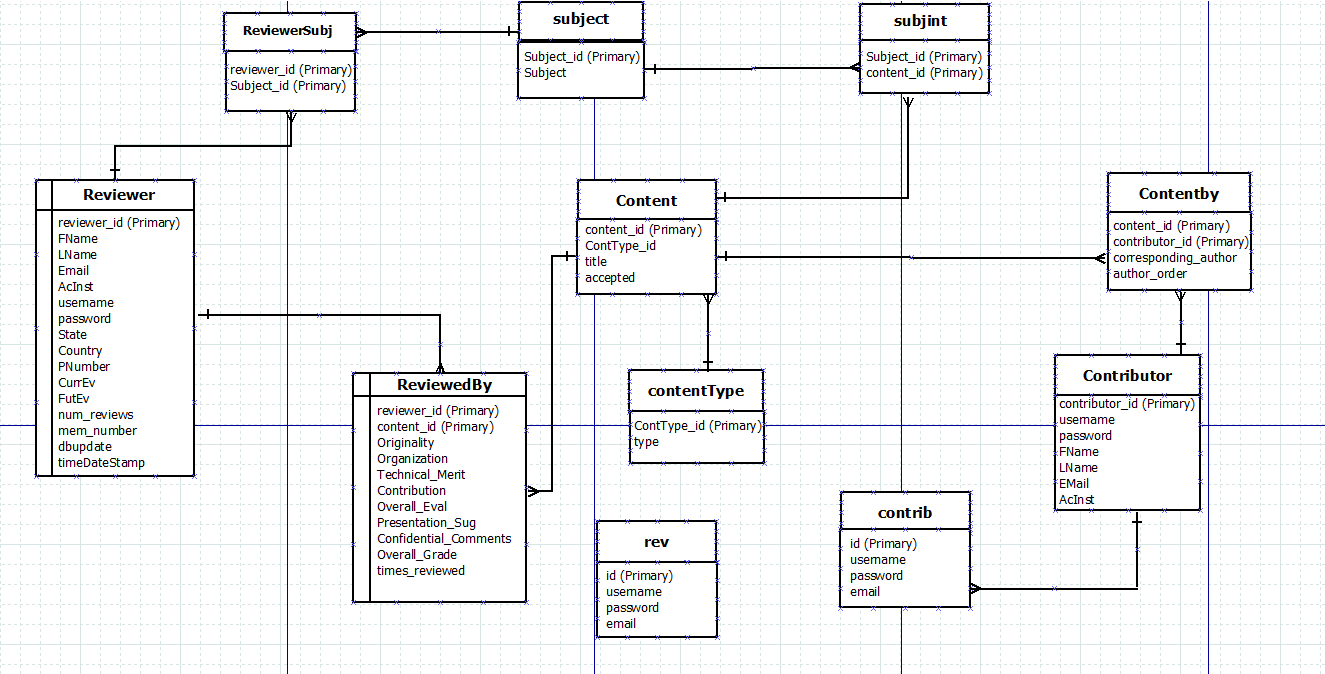 ReviewerSubj
reviewer_id (Primary)
Subject_id (Primary)
subject
Subject_id (Primary)
Subject
subjint
Subject_id (Primary)
content_id (Primary)
Reviewer
reviewer_id (Primary)
FName
LName
Email
AcInst
username
password
State
Country
PNumber
CurrEv
FutEv
num_reviews
mem_number
dbupdate
timeDateStamp
Content
content_id (Primary)
ContType_id
title
accepted
Contentby
content_id (Primary)
contributor_id (Primary)
corresponding_author
author_order
ReviewedBy
reviewer_id (Primary)
content_id (Primary)
Originality
Organization
Technical_Merit
Contribution
Overall_Eval
Presentation_Sug
Confidential_Comments
Overall_Grade
times_reviewed
contentType
ContType_id (Primary)
type
Contributor
contributor_id (Primary)
username
password
FName
LName
EMail
AcInst
rev
id (Primary)
username
password
email
contrib
id (Primary)
username
password
email